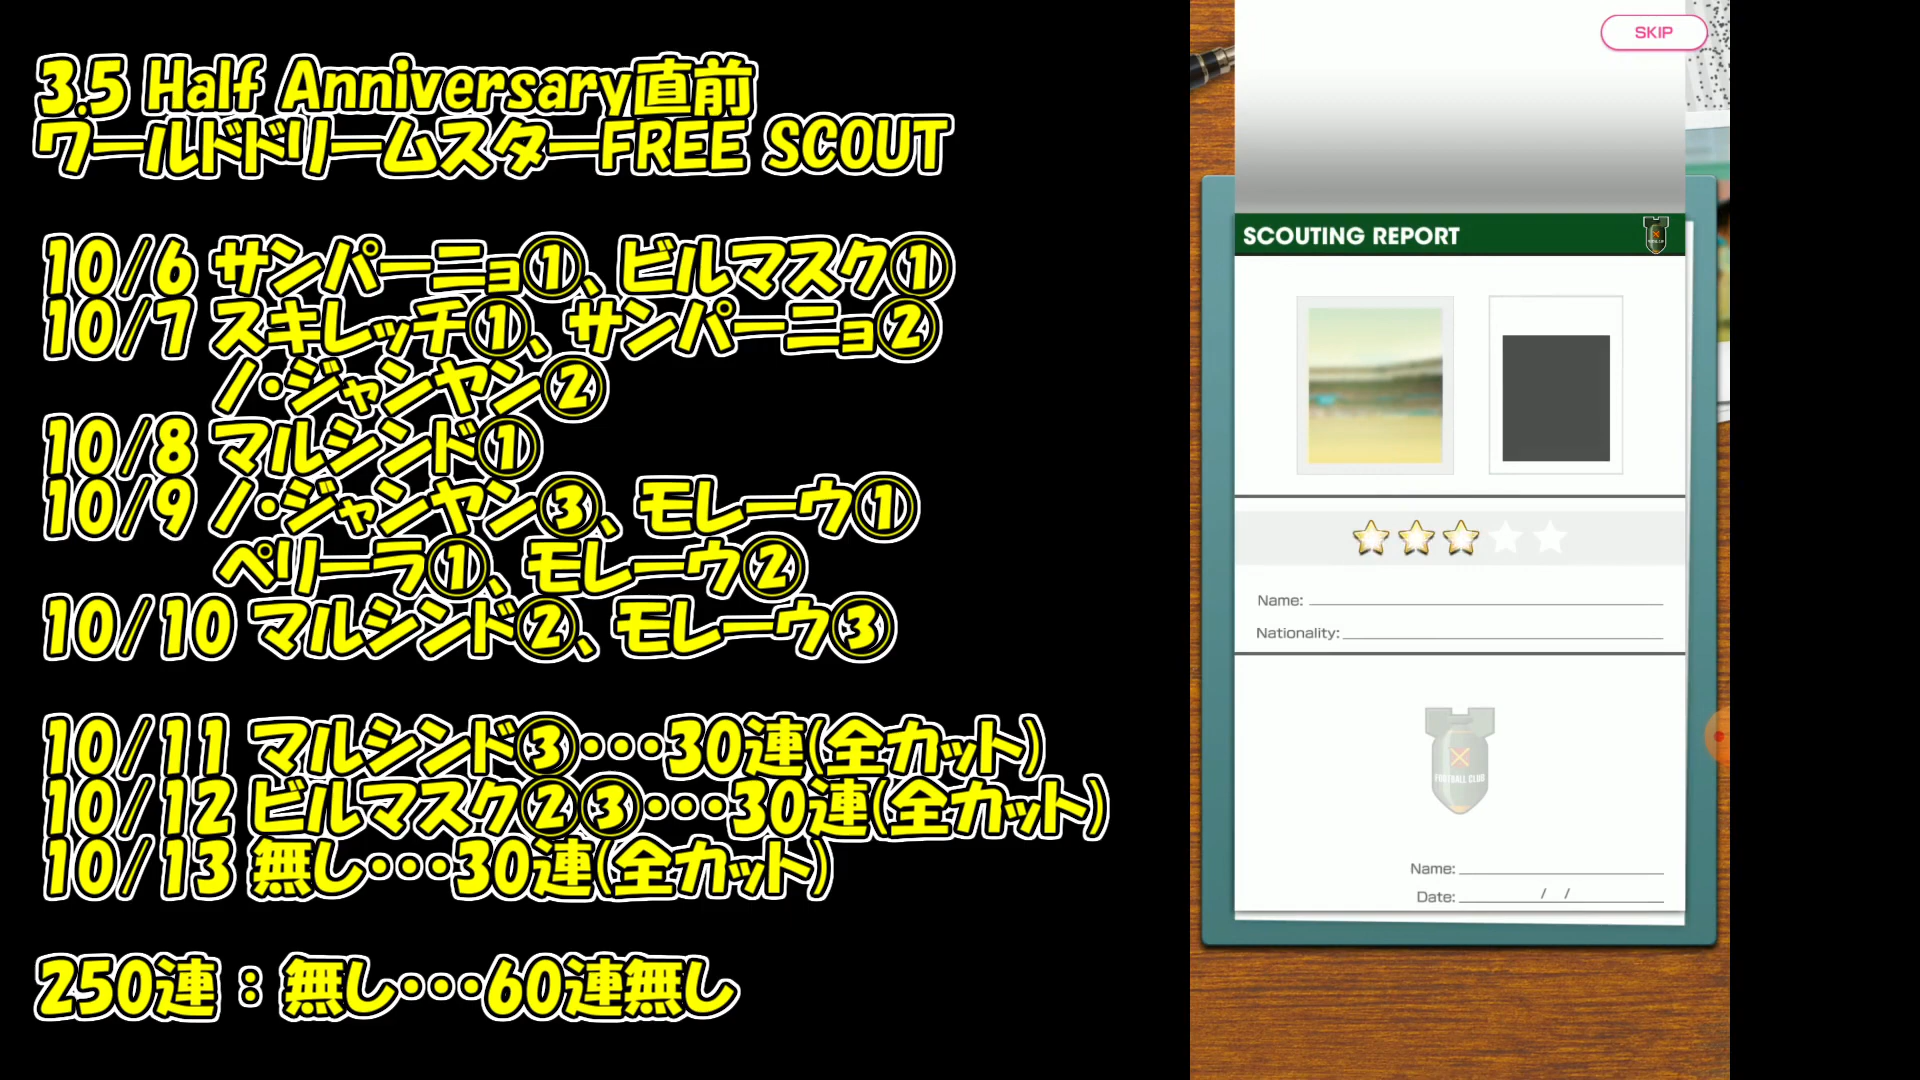 3.5 Half Anniversary直前
ワールドドリームスターFREE SCOUT
10/6 サンパーニョ①、ビルマスク①
10/7 スキレッチ①、サンパーニョ②
ノ・ジャンヤン②
10/8 マルシンド①
10/9 ノ・ジャンヤン③、モレーウ①
ペリーラ①、モレーウ②
10/10 マルシンド②、モレーウ③
10/11 マルシンド③・・・30連(全カット)
10/12 ビルマスク②③・・・30連(全カット)
10/13 無し・・・30連(全カット)
250連：無し・・・60連無し
SKIP
SCOUTING REPORT
Name:
Nationality:
FOOTBALL CLUB
Name:
Date: / /